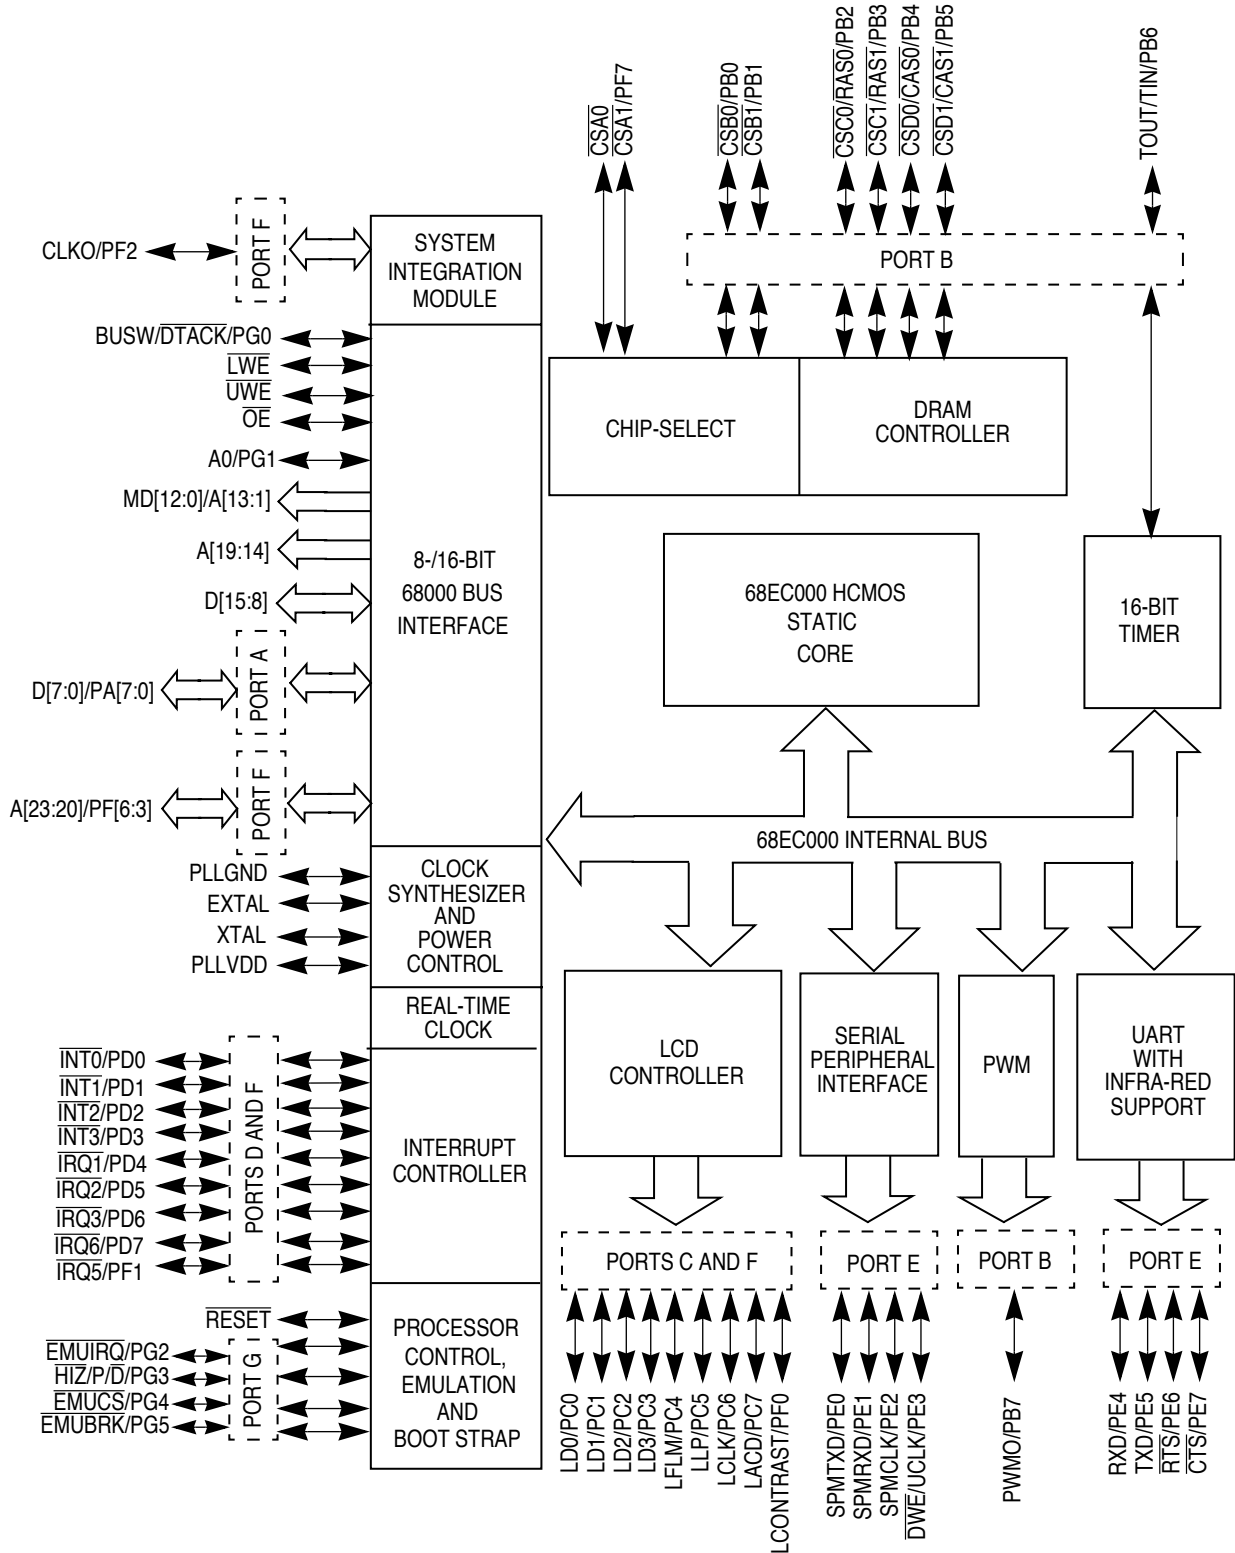 CSA0
CSA1/PF7
CSB0/PB0
CSB1/PB1
CSC0/RAS0/PB2
CSC1/RAS1/PB3
CSD0/CAS0/PB4
CSD1/CAS1/PB5
TOUT/TIN/PB6
PORT B
CLKO/PF2
PORT F
SYSTEM
INTEGRATION
MODULE
BUSW/DTACK/PG0
LWE
UWE
OE
A0/PG1
MD[12:0]/A[13:1]
A[19:14]
D[15:8]
D[7:0]/PA[7:0]
PORT A
A[23:20]/PF[6:3]
PORT F
8-/16-BIT
68000 BUS
INTERFACE
CHIP-SELECT
DRAM
CONTROLLER
68EC000 HCMOS
STATIC
CORE
16-BIT
TIMER
68EC000 INTERNAL BUS
PLLGND
EXTAL
XTAL
PLLVDD
CLOCK
SYNTHESIZER
AND
POWER
CONTROL
REAL-TIME
CLOCK
INT0/PD0
INT1/PD1
INT2/PD2
INT3/PD3
IRQ1/PD4
IRQ2/PD5
IRQ3/PD6
IRQ6/PD7
IRQ5/PF1
PORTS D AND F
INTERRUPT
CONTROLLER
LCD
CONTROLLER
SERIAL
PERIPHERAL
INTERFACE
PWM
UART
WITH
INFRA-RED
SUPPORT
RESET
EMUIRQ/PG2
HIZ/P/D/PG3
EMUCS/PG4
EMUBRK/PG5
PORT G
PROCESSOR
CONTROL,
EMULATION
AND
BOOT STRAP
PORTS C AND F
PORT E
PORT B
PORT E
LD0/PC0
LD1/PC1
LD2/PC2
LD3/PC3
LFLM/PC4
LLP/PC5
LCLK/PC6
LACD/PC7
LCONTRAST/PF0
SPMTXD/PE0
SPMRXD/PE1
SPMCLK/PE2
DWE/UCLK/PE3
PWMO/PB7
RXD/PE4
TXD/PE5
RTS/PE6
CTS/PE7